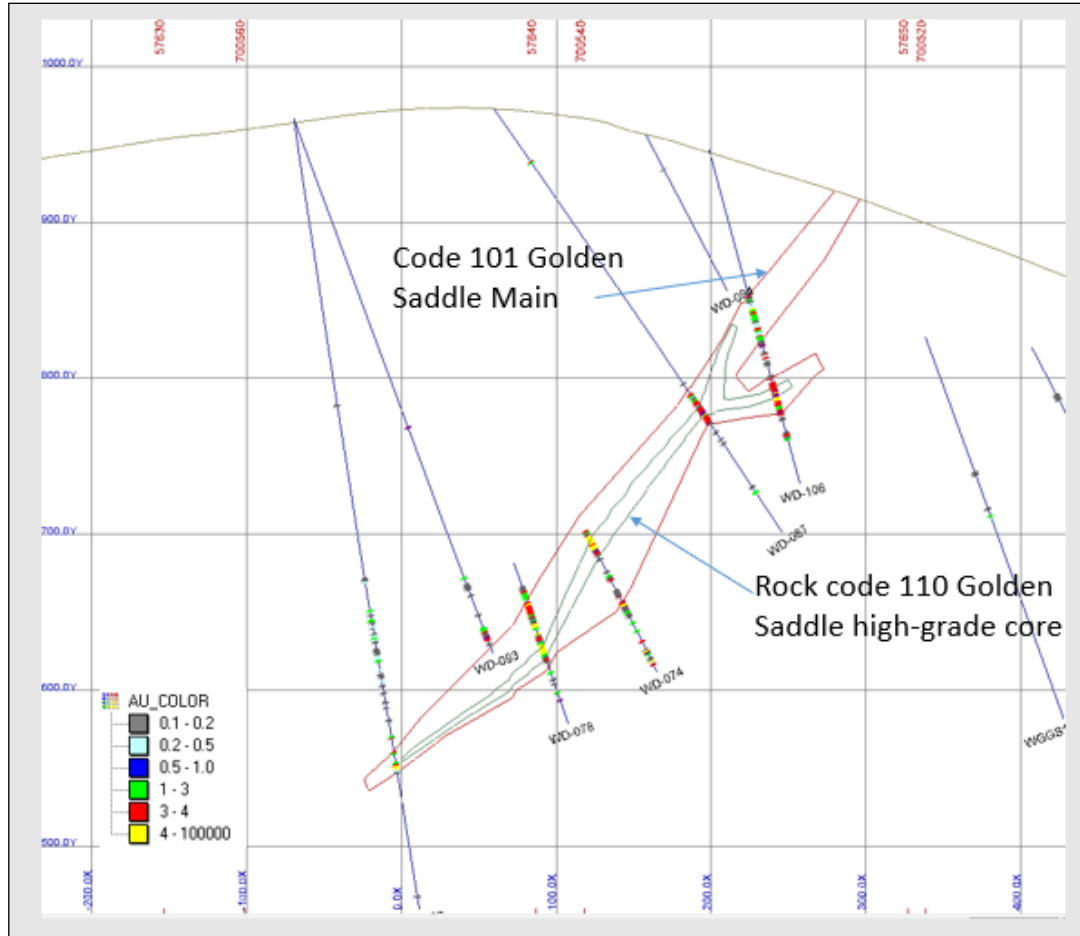 57630
700560
57640
700540
57650
700520
1000.0Y
900.0Y
Code 101 Golden
Saddle Main
800.0Y
WD-106
WD-087
700.0Y
Rock code 110 Golden
Saddle high-grade core
WD-093
WD-074
600.0Y
WD-078
AU_COLOR
0.1 - 0.2
0.2 - 0.5
0.5 - 1.0
1 - 3
3 - 4
4 - 100000
500.0Y
-200.0X
-100.0X
0.0X
100.0X
200.0X
300.0X
400.0X